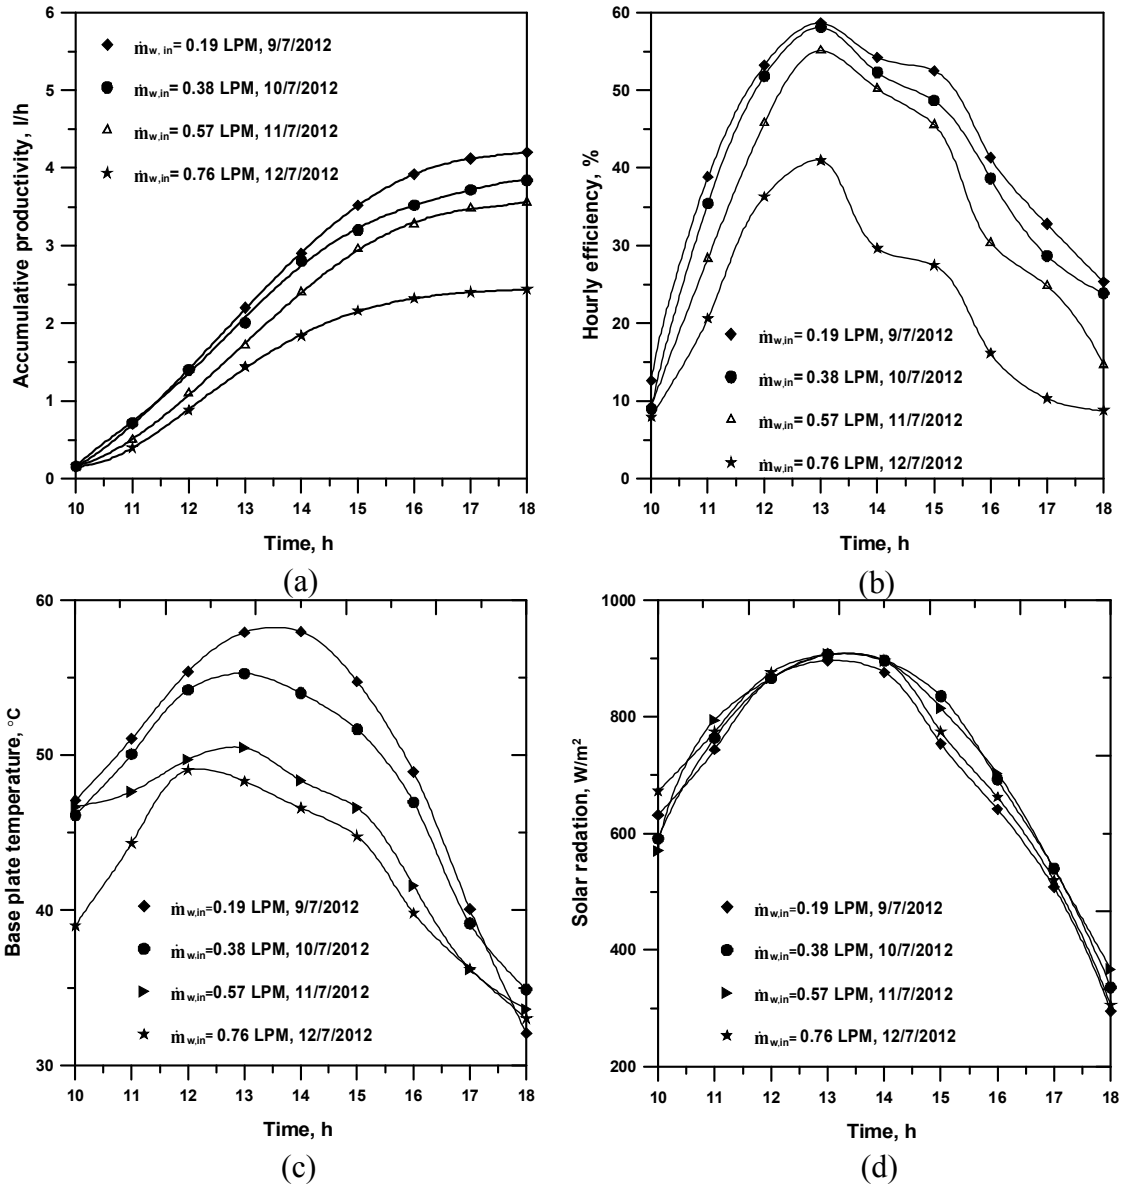 Accumulative productivity, l/h
6
5
4
3
2
1
0
ṁw, in= 0.19 LPM, 9/7/2012
ṁw,in= 0.38 LPM, 10/7/2012
ṁw,in= 0.57 LPM, 11/7/2012
ṁw,in= 0.76 LPM, 12/7/2012
10 11 12 13 14 15 16 17 18
Time, h
(a)
Hourly efficiency, %
60
50
40
30
20
10
0
ṁw,in= 0.19 LPM, 9/7/2012
ṁw,in= 0.38 LPM, 10/7/2012
ṁw,in= 0.57 LPM, 11/7/2012
ṁw,in= 0.76 LPM, 12/7/2012
10 11 12 13 14 15 16 17 18
Time, h
(b)
Base plate temperature, °C
60
50
40
30
ṁw,in=0.19 LPM, 9/7/2012
ṁw,in=0.38 LPM, 10/7/2012
ṁw,in=0.57 LPM, 11/7/2012
ṁw,in= 0.76 LPM, 12/7/2012
10 11 12 13 14 15 16 17 18
Time, h
(c)
Solar radation, W/m²
1000
800
600
400
200
ṁw,in=0.19 LPM, 9/7/2012
ṁw,in=0.38 LPM, 10/7/2012
ṁw,in=0.57 LPM, 11/7/2012
ṁw,in= 0.76 LPM, 12/7/2012
10 11 12 13 14 15 16 17 18
Time, h
(d)